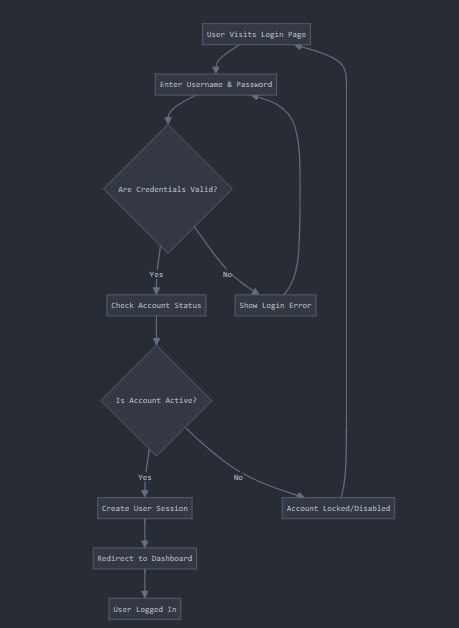 User Visits Login Page
Enter Username & Password
Are Credentials Valid?
Yes
No
Check Account Status
Show Login Error
Is Account Active?
Yes
No
Create User Session
Account Locked/Disabled
Redirect to Dashboard
User Logged In